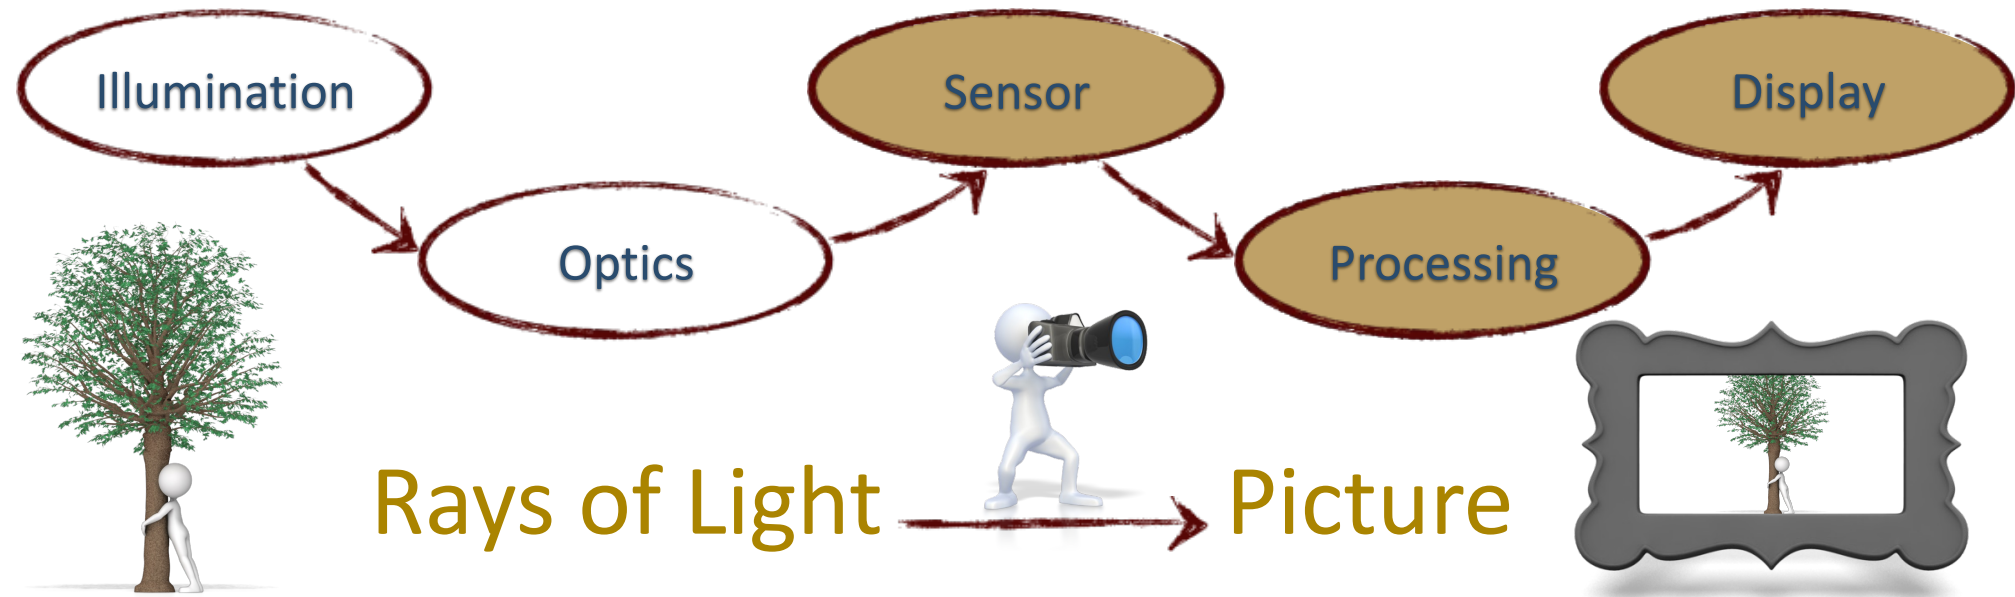 Illumination
Optics
Sensor
Processing
Display
Rays of Light
Picture